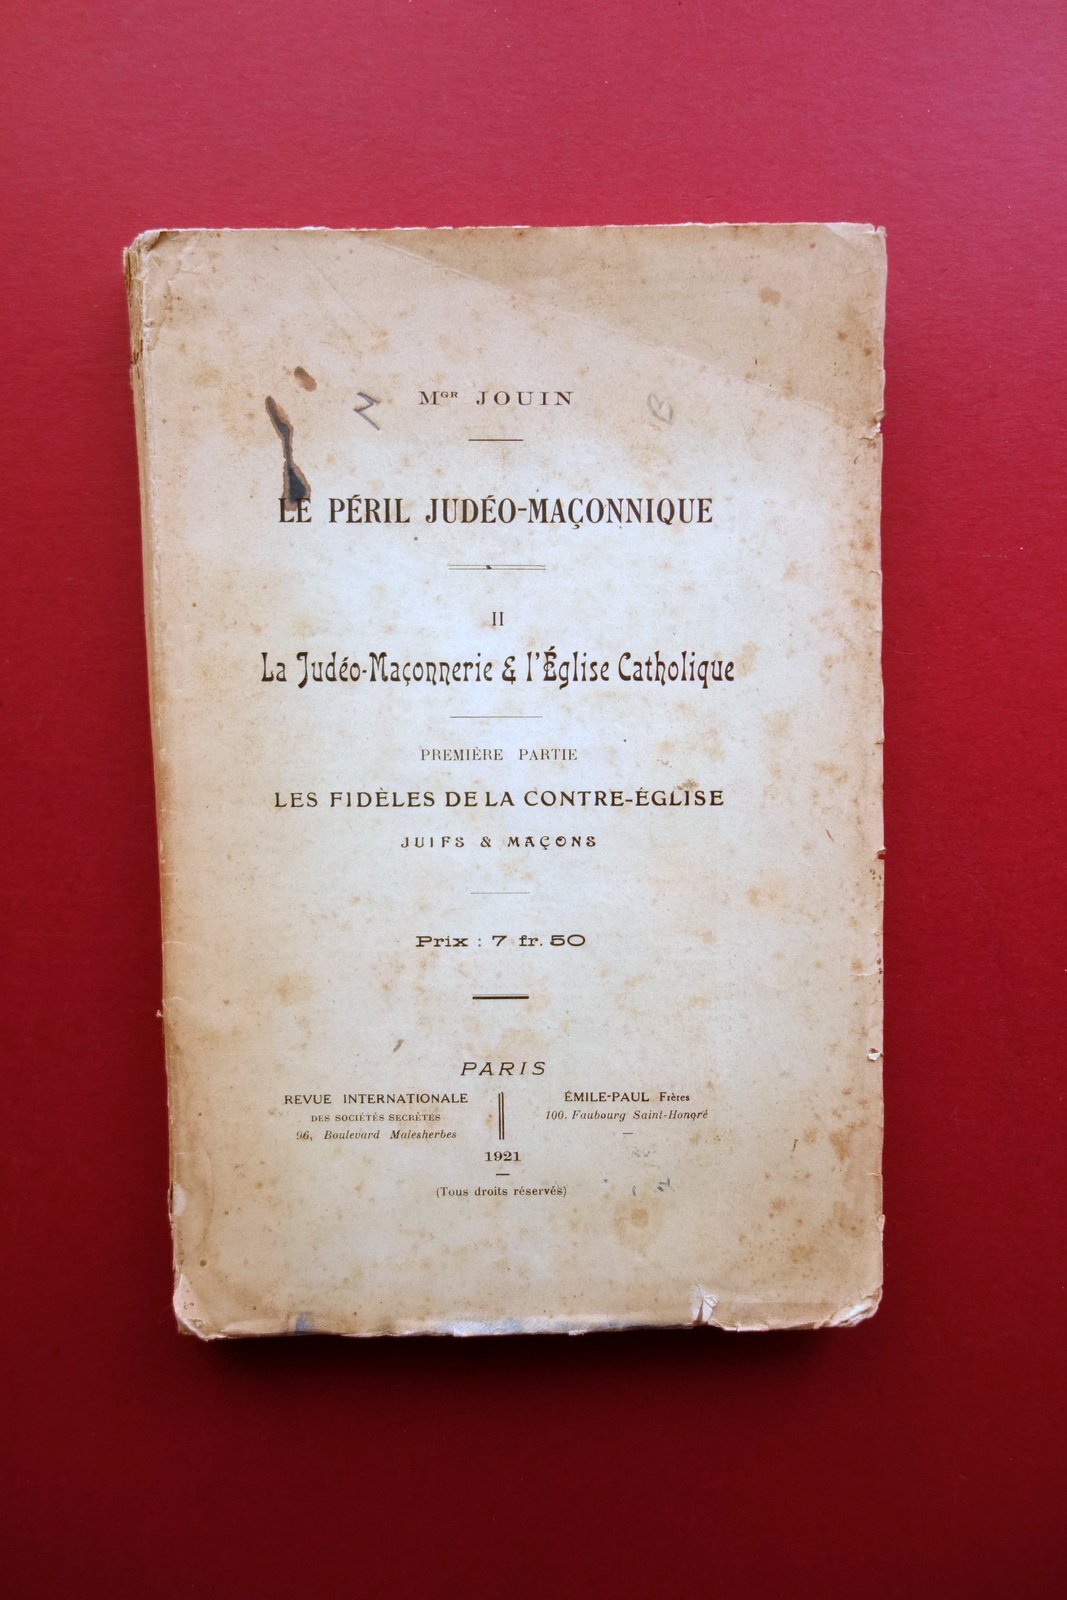 Mgr JOUIN
LE PÉRIL JUDÉO-MAÇONNIQUE
II
La Judéo-Maçonnerie & l'Église Catholique
PREMIÈRE PARTIE
LES FIDÈLES DE LA CONTRE-ÉGLISE
JUIFS & MAÇONS
Prix : 7 fr. 50
PARIS
REVUE INTERNATIONALE
DES SOCIÉTÉS SECRÈTES
96, Boulevard Malesherbes
ÉMILE-PAUL Frères
100, Faubourg Saint-Honoré
1921
(Tous droits réservés)